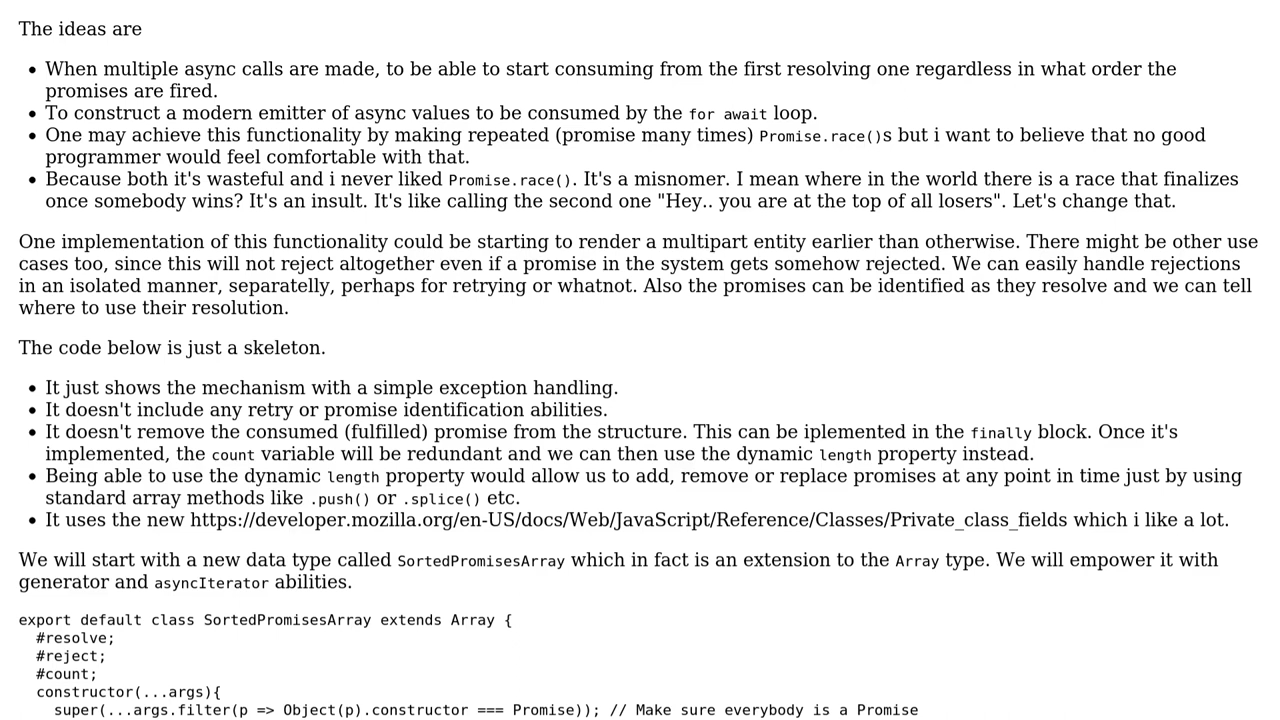 The ideas are
• When multiple async calls are made, to be able to start consuming from the first resolving one regardless in what order the
promises are fired.
• To construct a modern emitter of async values to be consumed by the for await loop.
• One may achieve this functionality by making repeated (promise many times) Promise.race()s but i want to believe that no good
programmer would feel comfortable with that.
• Because both it's wasteful and i never liked Promise.race(). It's a misnomer. I mean where in the world there is a race that finalizes
once somebody wins? It's an insult. It's like calling the second one "Hey.. you are at the top of all losers". Let's change that.
One implementation of this functionality could be starting to render a multipart entity earlier than otherwise. There might be other use
cases too, since this will not reject altogether even if a promise in the system gets somehow rejected. We can easily handle rejections
in an isolated manner, separatelly, perhaps for retrying or whatnot. Also the promises can be identified as they resolve and we can tell
where to use their resolution.
The code below is just a skeleton.
• It just shows the mechanism with a simple exception handling.
• It doesn't include any retry or promise identification abilities.
• It doesn't remove the consumed (fulfilled) promise from the structure. This can be iplemented in the finally block. Once it's
implemented, the count variable will be redundant and we can then use the dynamic length property instead.
• Being able to use the dynamic length property would allow us to add, remove or replace promises at any point in time just by using
standard array methods like .push() or .splice() etc.
• It uses the new https://developer.mozilla.org/en-US/docs/Web/JavaScript/Reference/Classes/Private_class_fields which i like a lot.
We will start with a new data type called SortedPromisesArray which in fact is an extension to the Array type. We will empower it with
generator and asyncIterator abilities.
export default class SortedPromisesArray extends Array {
  #resolve;
  #reject;
  #count;
  constructor(...args){
    super(...args.filter(p => Object(p).constructor === Promise)); // Make sure everybody is a Promise